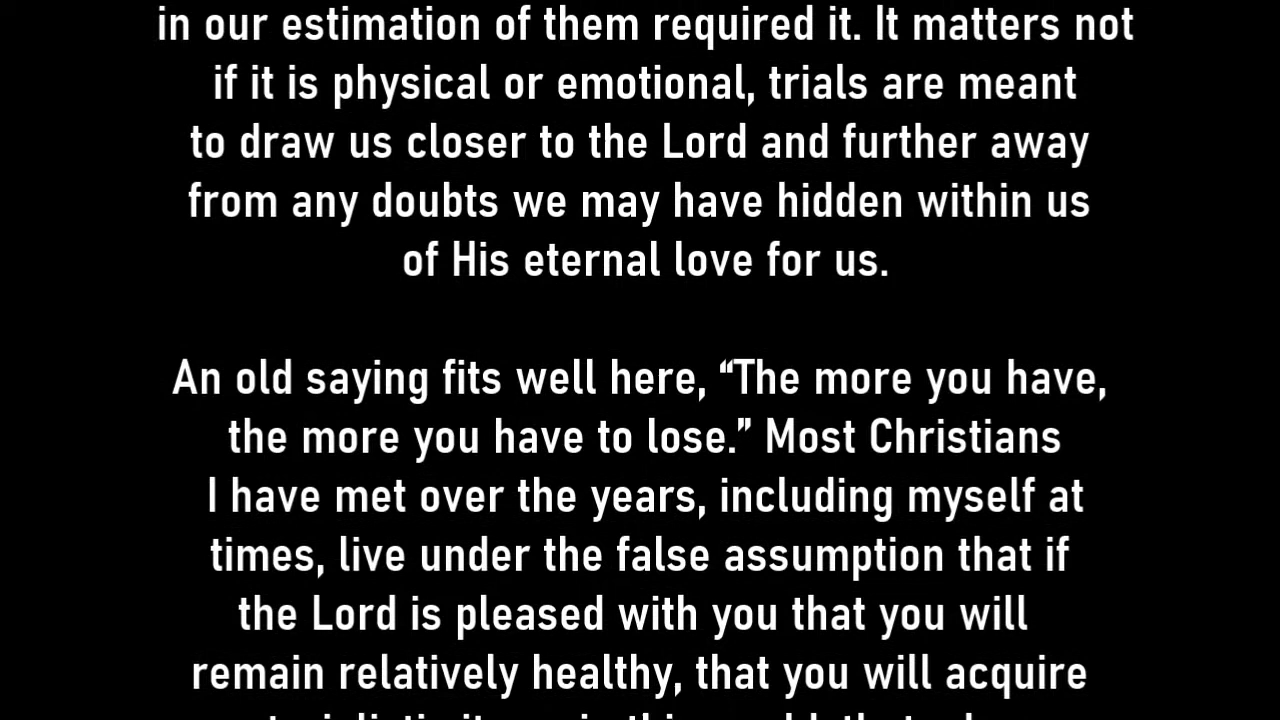 in our estimation of them required it. It matters not
if it is physical or emotional, trials are meant
to draw us closer to the Lord and further away
from any doubts we may have hidden within us
of His eternal love for us.
An old saying fits well here, “The more you have,
the more you have to lose.” Most Christians
I have met over the years, including myself at
times, live under the false assumption that if
the Lord is pleased with you that you will
remain relatively healthy, that you will acquire